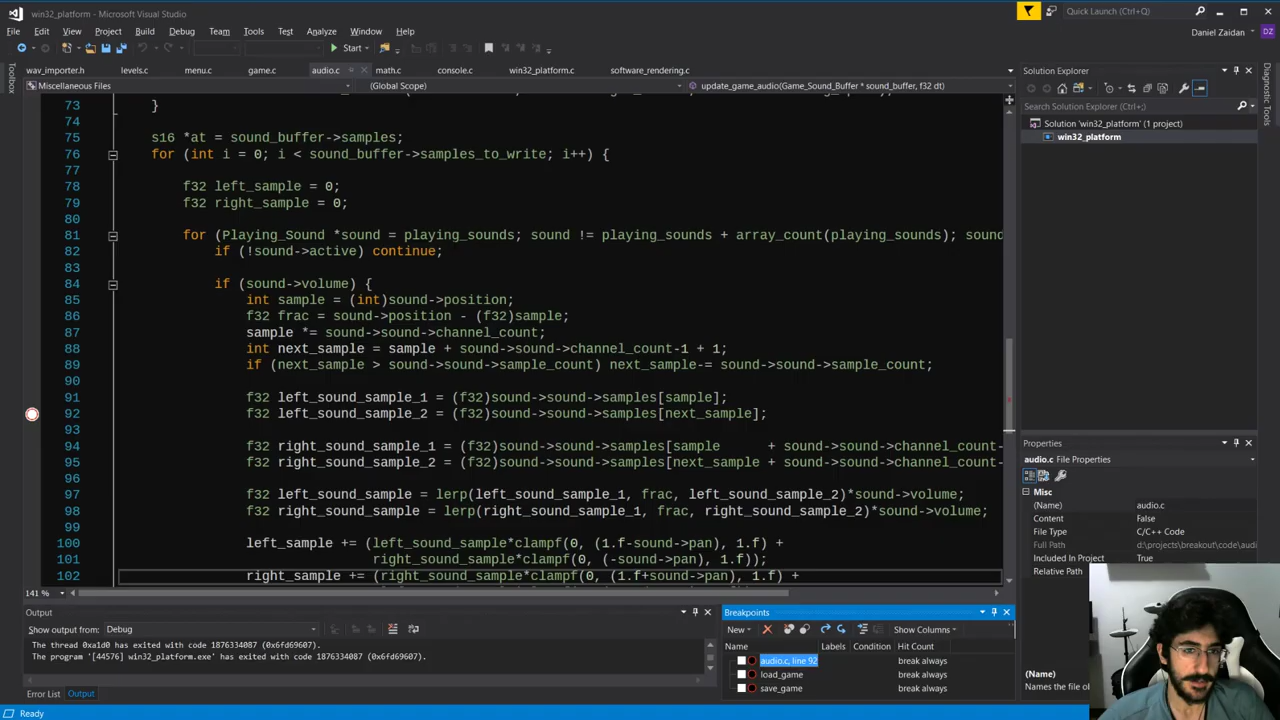 win32_platform - Microsoft Visual Studio
Quick Launch (Ctrl+Q)
File Edit View Project Build Debug Team Tools Test Analyze Window Help
Daniel Zaidan DZ
Start
Toolbox
wav_importer.c levels.c menu.c game.c audio.c math.c console.c win32_platform.c software_rendering.c
Miscellaneous Files (Global Scope) update_game_audio(Game_Sound_Buffer * sound_buffer, f32 dt)
73 }
74
75 s16 *at = sound_buffer->samples;
76 for (int i = 0; i < sound_buffer->samples_to_write; i++) {
77
78 f32 left_sample = 0;
79 f32 right_sample = 0;
80
81 for (Playing_Sound *sound = playing_sounds; sound != playing_sounds + array_count(playing_sounds); sound
82 if (!sound->active) continue;
83
84 if (sound->volume) {
85 int sample = (int)sound->position;
86 f32 frac = sound->position - (f32)sample;
87 sample *= sound->sound->channel_count;
88 int next_sample = sample + sound->sound->channel_count-1 + 1;
89 if (next_sample > sound->sound->sample_count) next_sample-= sound->sound->sample_count;
90
91 f32 left_sound_sample_1 = (f32)sound->sound->samples[sample];
92 f32 left_sound_sample_2 = (f32)sound->sound->samples[next_sample];
93
94 f32 right_sound_sample_1 = (f32)sound->sound->samples[sample + sound->sound->channel_count-
95 f32 right_sound_sample_2 = (f32)sound->sound->samples[next_sample + sound->sound->channel_count-
96
97 f32 left_sound_sample = lerp(left_sound_sample_1, frac, left_sound_sample_2)*sound->volume;
98 f32 right_sound_sample = lerp(right_sound_sample_1, frac, right_sound_sample_2)*sound->volume;
99
100 left_sample += (left_sound_sample*clampf(0, (1.f-sound->pan), 1.f) +
101 right_sound_sample*clampf(0, (-sound->pan), 1.f));
102 right_sample += (right_sound_sample*clampf(0, (1.f+sound->pan), 1.f) +
141 %
Solution Explorer
Search Solution Explorer (Ctrl+;)
Solution 'win32_platform' (1 project)
win32_platform
Diagnostic Tools
Properties
audio.c File Properties
Misc
(Name) audio.c
Content False
File Type C/C++ Code
Full Path d:\projects\breakout\code\audi
Included In Project True
Relative Path
(Name)
Names the file ob
Output
Show output from: Debug
The thread 0xa1d0 has exited with code 1876334087 (0x6fd69607).
The program '[44576] win32_platform.exe' has exited with code 1876334087 (0x6fd69607).
Error List Output
Breakpoints
New Show Columns
Name Labels Condition Hit Count
audio.c, line 92 break always
load_game break always
save_game break always
Ready